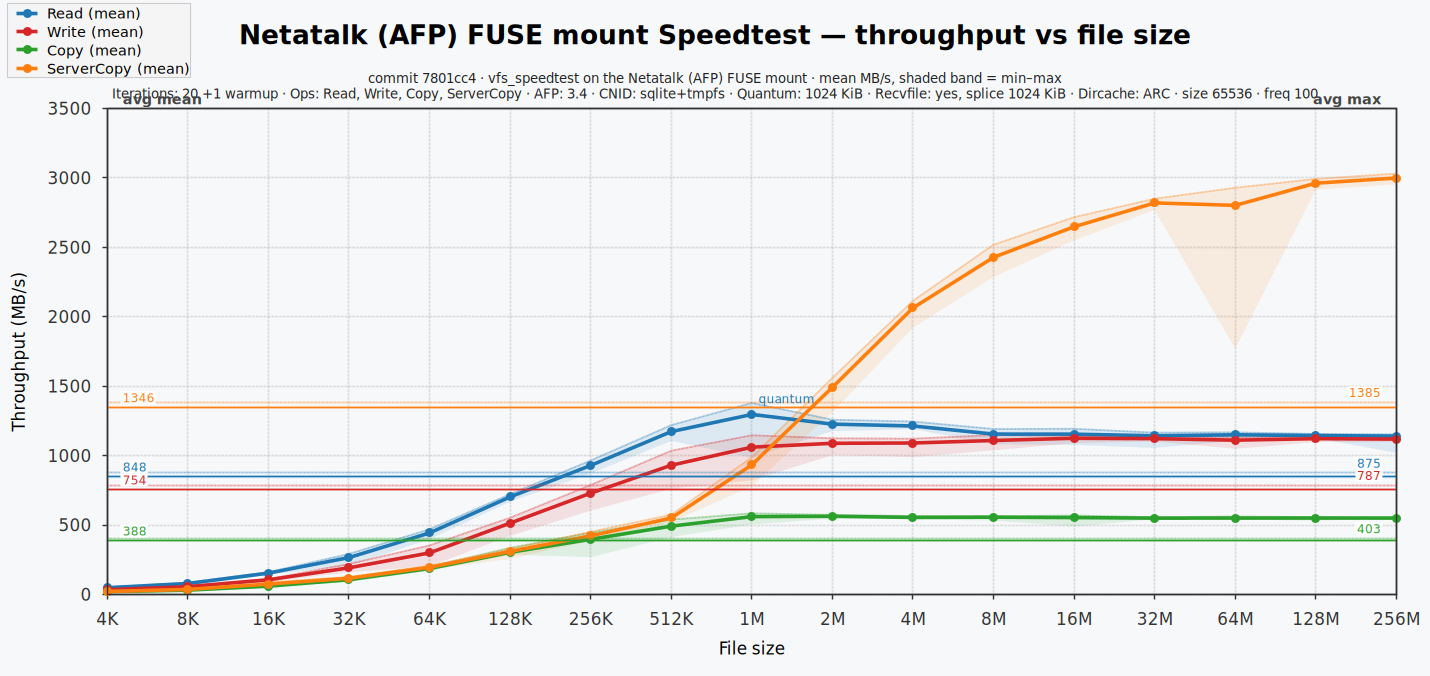 Read (mean)
Write (mean)
Copy (mean)
ServerCopy (mean)
Netatalk (AFP) FUSE mount Speedtest — throughput vs file size
commit 7801cc4 · vfs_speedtest on the Netatalk (AFP) FUSE mount · mean MB/s, shaded band = min–max
Iterations: 20 +1 warmup · Ops: Read, Write, Copy, ServerCopy · AFP: 3.4 · CNID: sqlite+tmpfs · Quantum: 1024 KiB · Recvfile: yes, splice 1024 KiB · Dircache: ARC · size 65536 · freq 100
avg mean
avg max
3500
3000
2500
2000
1500
1000
500
0
Throughput (MB/s)
1346
1385
quantum
848
875
754
787
388
403
4K 8K 16K 32K 64K 128K 256K 512K 1M 2M 4M 8M 16M 32M 64M 128M 256M
File size